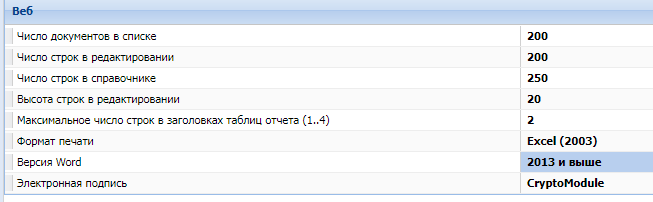 Веб
Число документов в списке 200
Число строк в редактировании 200
Число строк в справочнике 250
Высота строк в редактировании 20
Максимальное число строк в заголовках таблиц отчета (1..4) 2
Формат печати Excel (2003)
Версия Word 2013 и выше
Электронная подпись CryptoModule